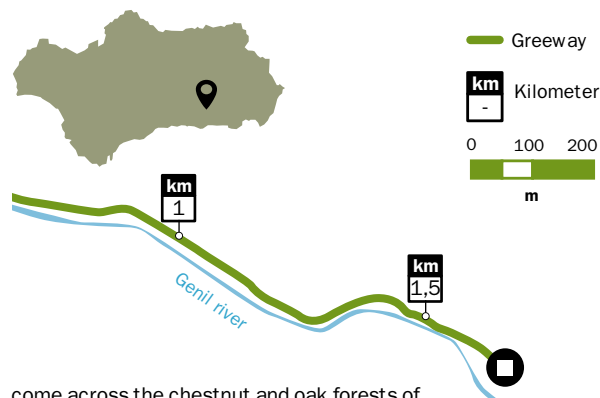 Greeway
km
-
Kilometer
0 100 200
m
km
1
km
1,5
Genil river
come across the chestnut and oak forests of